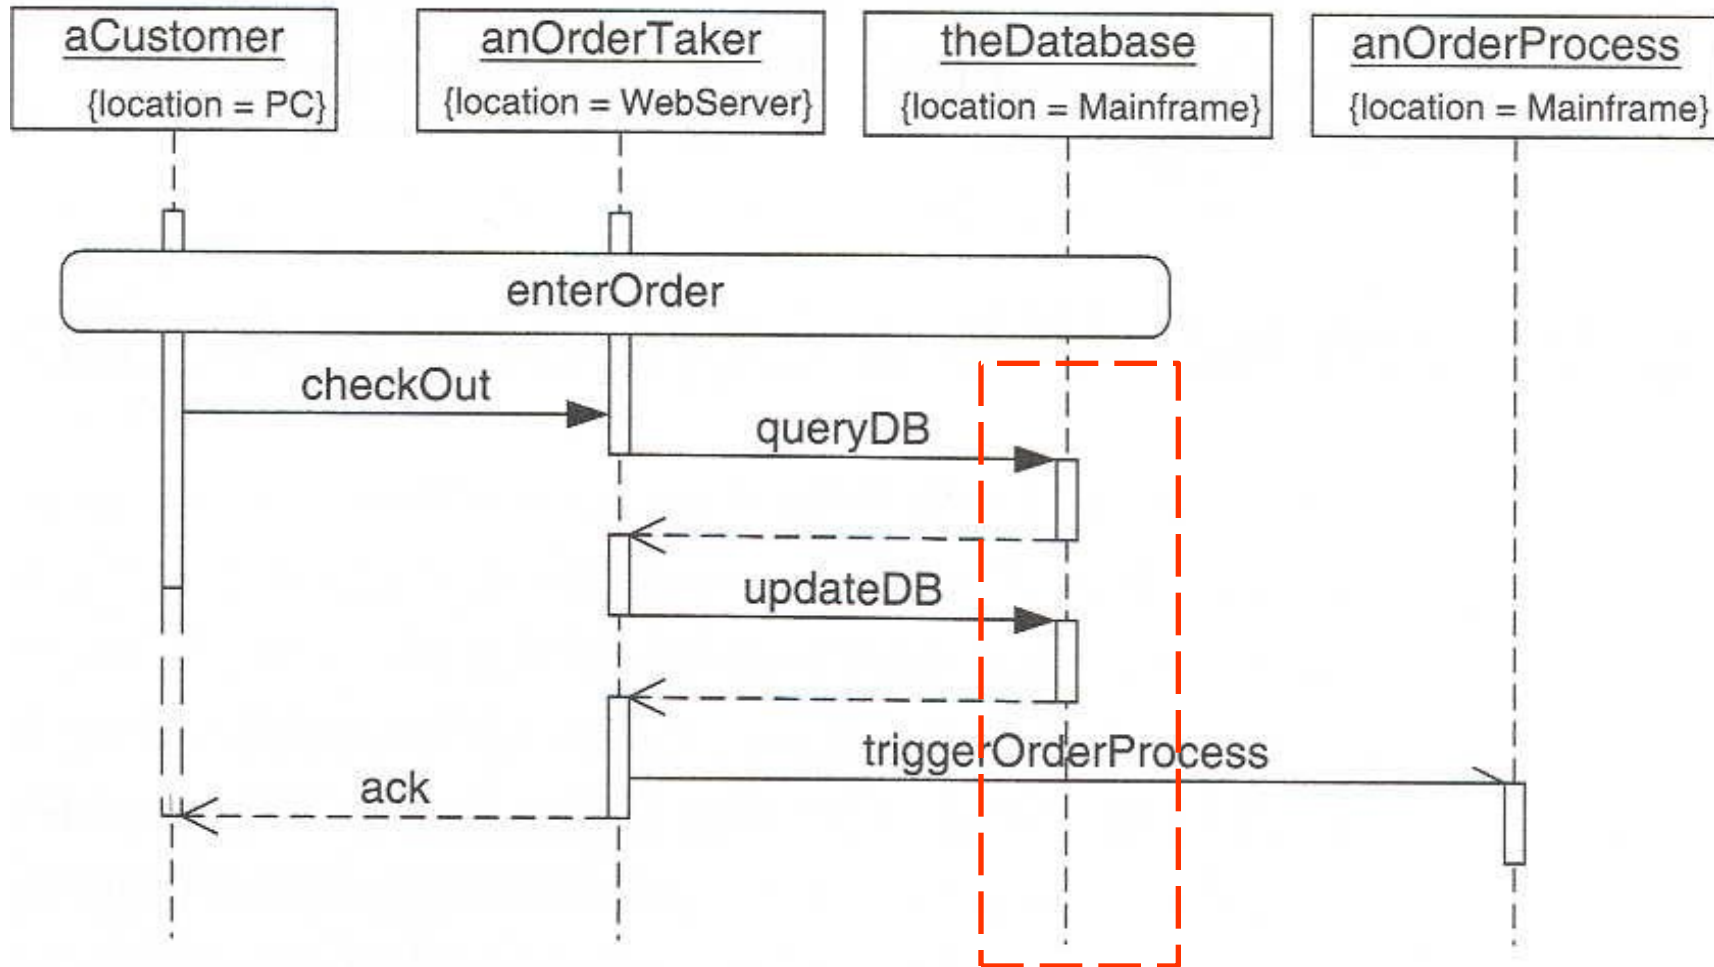 aCustomer
{location = PC}
anOrderTaker
{location = WebServer}
theDatabase
{location = Mainframe}
anOrderProcess
{location = Mainframe}
enterOrder
checkOut
queryDB
updateDB
triggerOrderProcess
ack